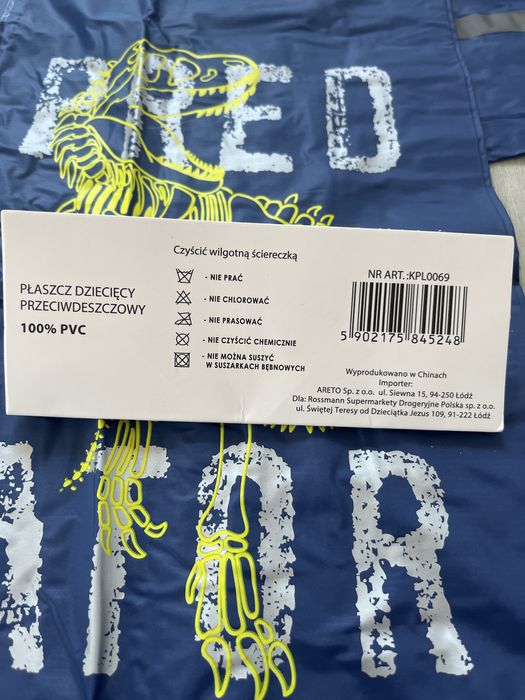 PRED
Czyścić wilgotną ściereczką
PŁASZCZ DZIECIĘCY
PRZECIWDESZCZOWY
100% PVC
- NIE PRAĆ
- NIE CHLOROWAĆ
- NIE PRASOWAĆ
- NIE CZYŚCIĆ CHEMICZNIE
- NIE MOŻNA SUSZYĆ
W SUSZARKACH BĘBNOWYCH
NR ART.:KPL0069
5 902175 845248
Wyprodukowano w Chinach
Importer:
ARETO Sp. z o.o. ul. Siewna 15, 94-250 Łódź
Dla: Rossmann Supermarkety Drogeryjne Polska sp. z o.o.
ul. Świętej Teresy od Dzieciątka Jezus 109, 91-222 Łódź
ATOR